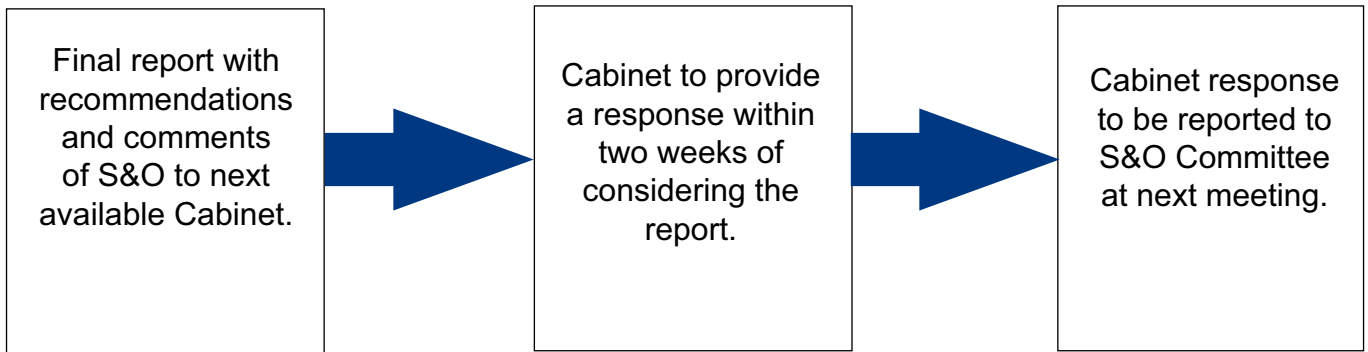 Final report with
recommendations
and comments
of S&O to next
available Cabinet.
Cabinet to provide
a response within
two weeks of
considering the
report.
Cabinet response
to be reported to
S&O Committee
at next meeting.